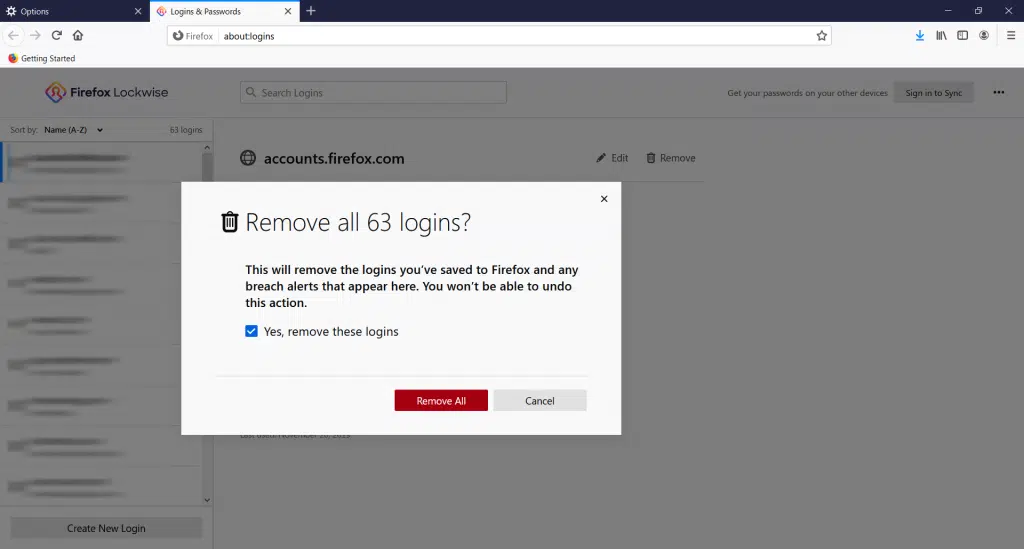 Options
Logins & Passwords
Firefox
about:logins
Getting Started
Firefox Lockwise
Search Logins
Get your passwords on your other devices
Sign in to Sync
Sort by: Name (A-Z)
63 logins
accounts.firefox.com
Edit
Remove
Remove all 63 logins?
This will remove the logins you've saved to Firefox and any
breach alerts that appear here. You won't be able to undo
this action.
Yes, remove these logins
Remove All
Cancel
Create New Login